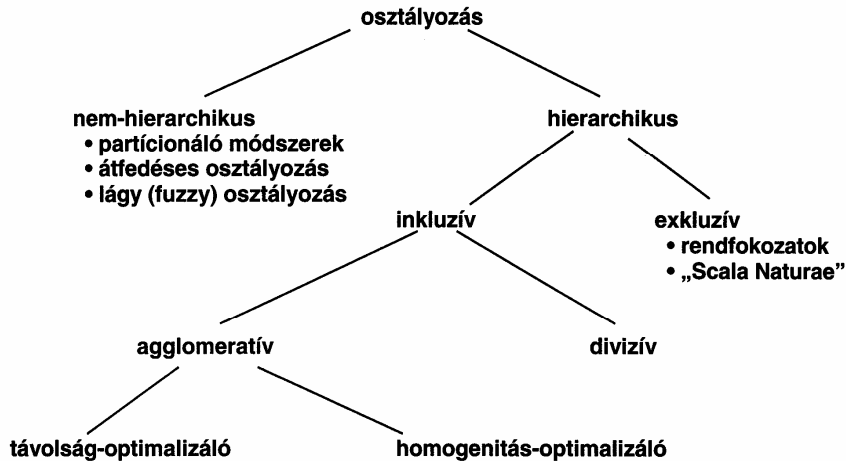 osztályozás
nem-hierarchikus
• partícionáló módszerek
• átfedéses osztályozás
• lágy (fuzzy) osztályozás
hierarchikus
inkluzív
exkluzív
• rendfokozatok
• „Scala Naturae”
agglomeratív
divizív
távolság-optimalizáló
homogenitás-optimalizáló